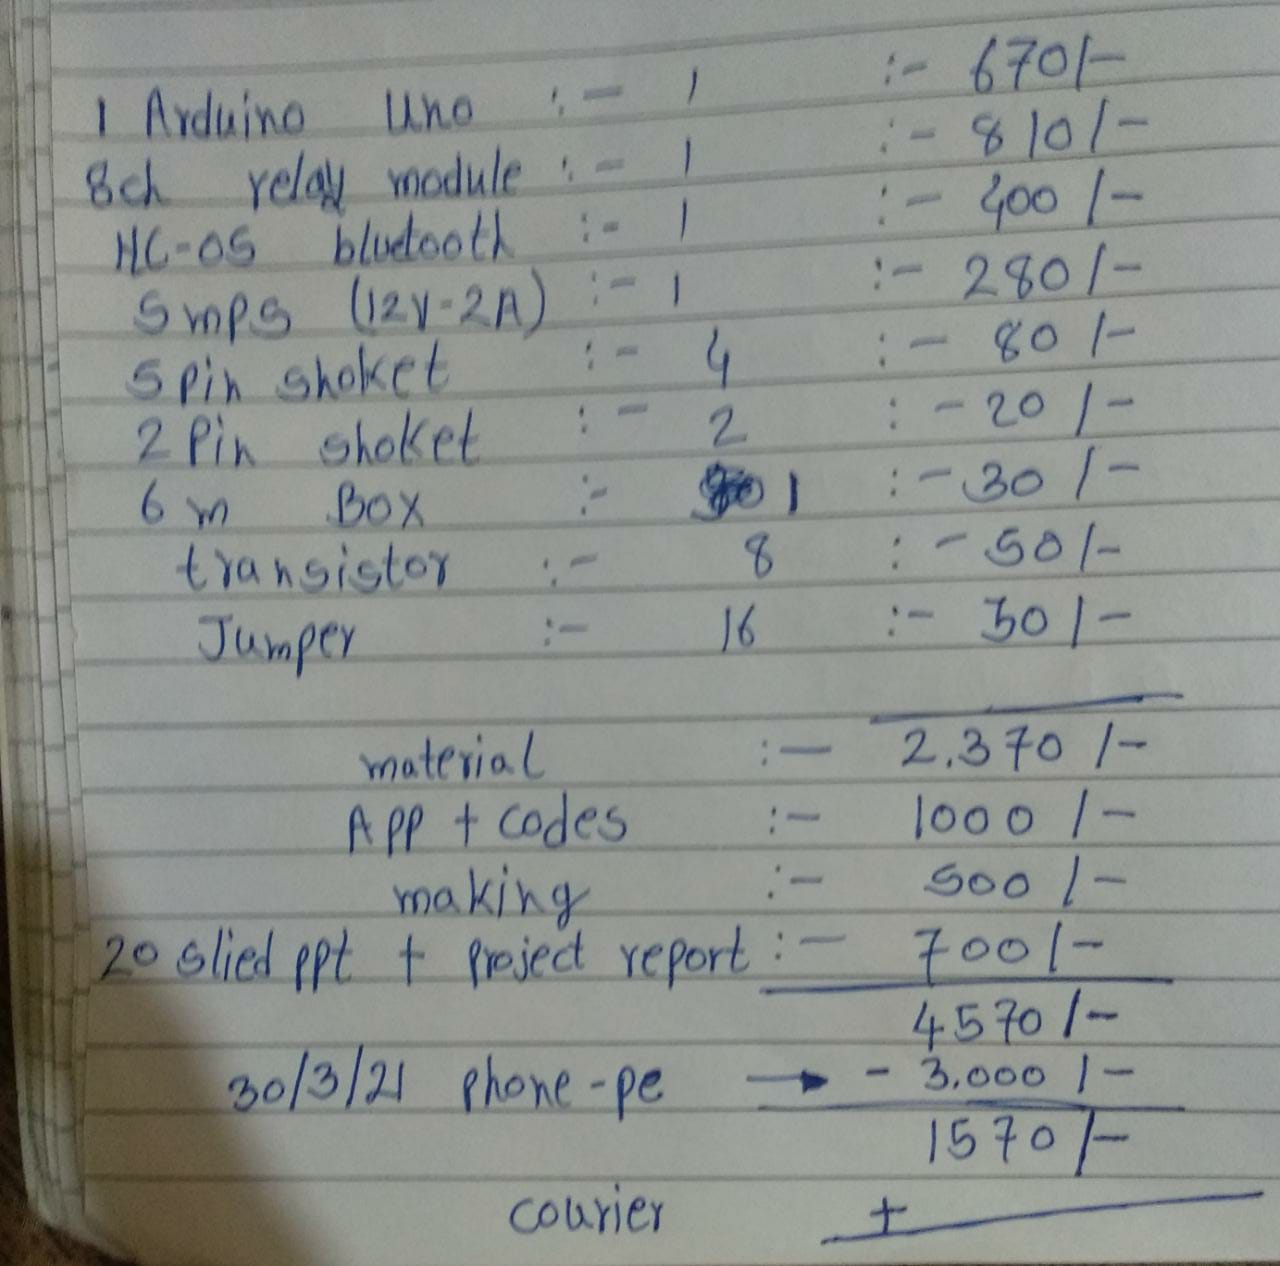 1 Arduino Uno :- 1 :- 670/-
8ch relay module :- 1 :- 810/-
HC-05 bluetooth :- 1 :- 400/-
Smps (12V-2A) :- 1 :- 280/-
5 pin shoket :- 4 :- 80/-
2 Pin shoket :- 2 :- 20/-
6 m Box :- 1 :- 30/-
transistor :- 8 :- 50/-
Jumper :- 16 :- 30/-
material :- 2,370/-
App + codes :- 1000/-
making :- 500/-
20 slied ppt + project report :- 700/-
4570/-
30/3/21 phone-pe → - 3,000/-
1570/-
courier +